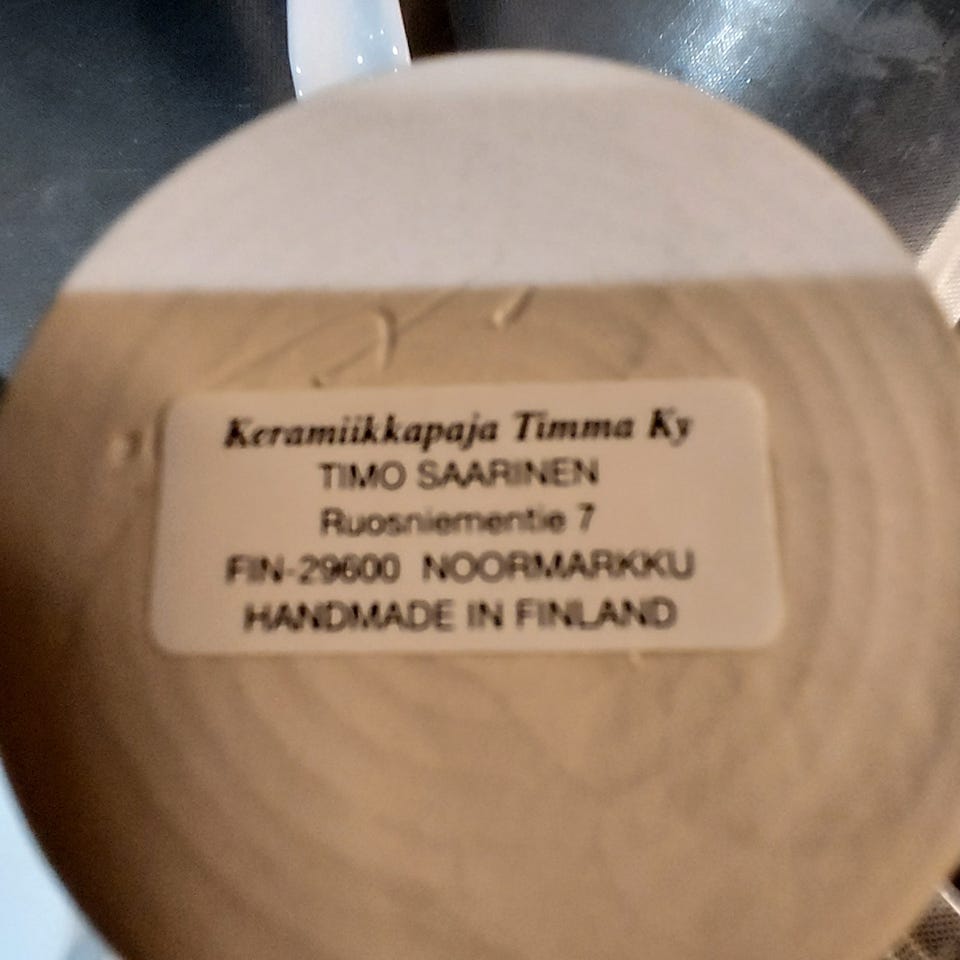 Keramiikkapaja Timma Ky
TIMO SAARINEN
Ruosniementie 7
FIN-29600 NOORMARKKU
HANDMADE IN FINLAND